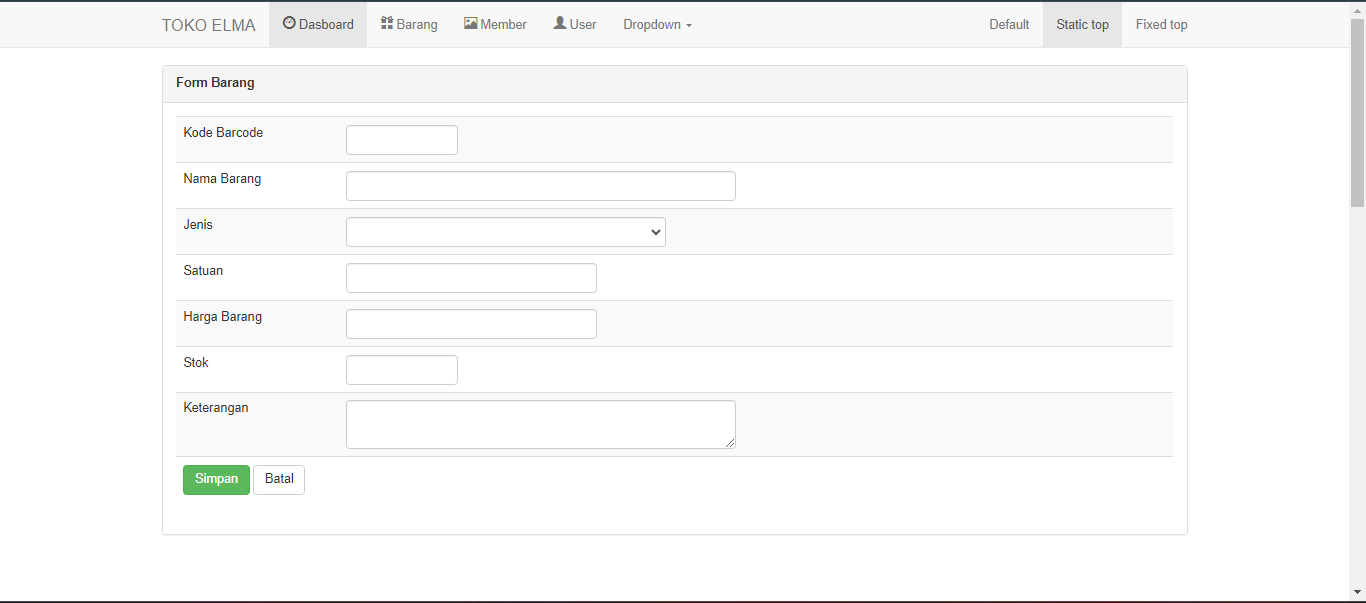 TOKO ELMA Dasboard Barang Member User Dropdown Default Static top Fixed top
Form Barang
Kode Barcode
Nama Barang
Jenis
Satuan
Harga Barang
Stok
Keterangan
Simpan Batal